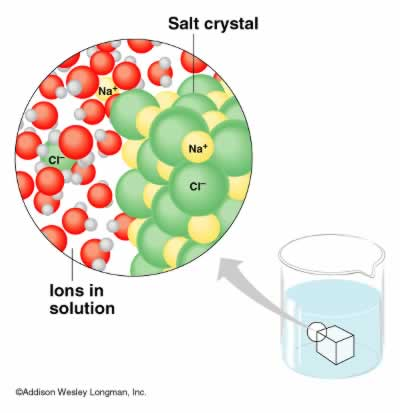 Salt crystal
Na⁺
Na⁺
Cl⁻
Cl⁻
Ions in
solution
©Addison Wesley Longman, Inc.